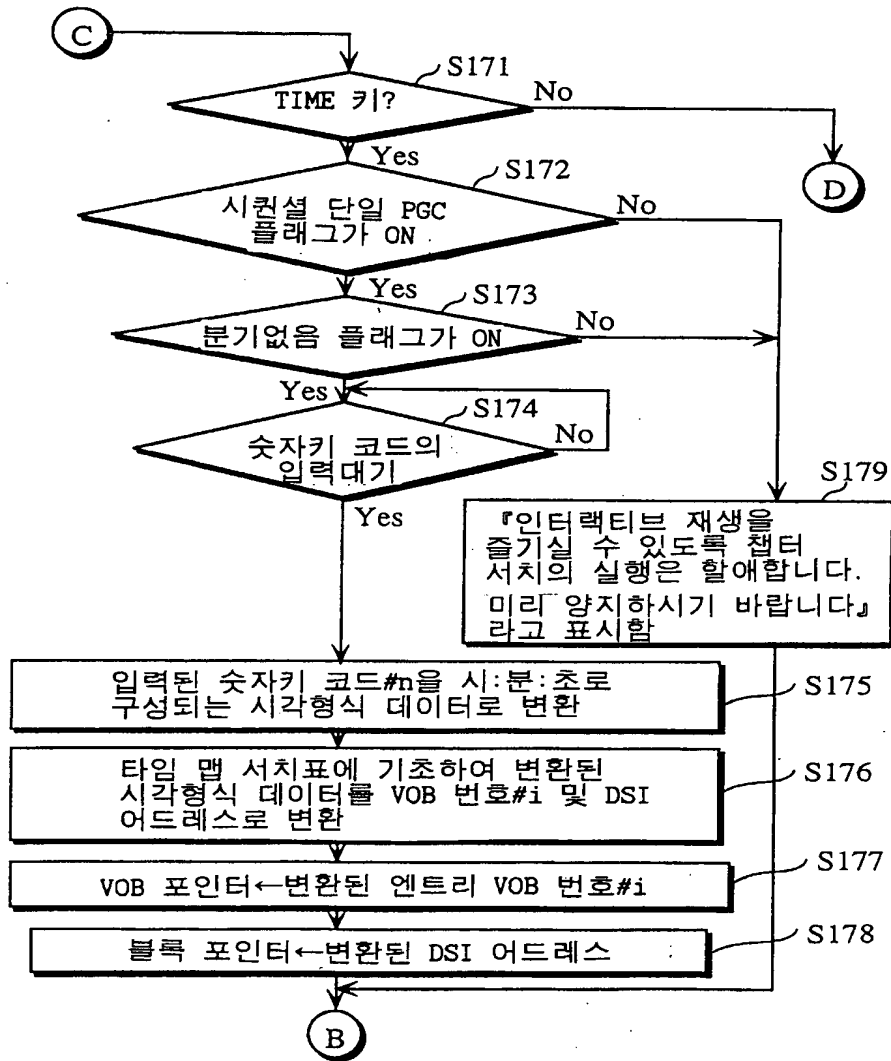 C
S171
TIME 키?
No
Yes
S172
D
시퀀셜 단일 PGC
플래그가 ON
No
Yes
S173
분기없음 플래그가 ON
No
Yes
S174
숫자키 코드의
입력대기
No
Yes
S179
『인터랙티브 재생을
즐기실 수 있도록 챕터
서치의 실행은 할애합니다.
미리 양지하시기 바랍니다』
라고 표시함
입력된 숫자키 코드#n을 시:분:초로
구성되는 시각형식 데이터로 변환
S175
타임 맵 서치표에 기초하여 변환된
시각형식 데이터를 VOB 번호#i 및 DSI
어드레스로 변환
S176
VOB 포인터←변환된 엔트리 VOB 번호#i
S177
블록 포인터←변환된 DSI 어드레스
S178
B